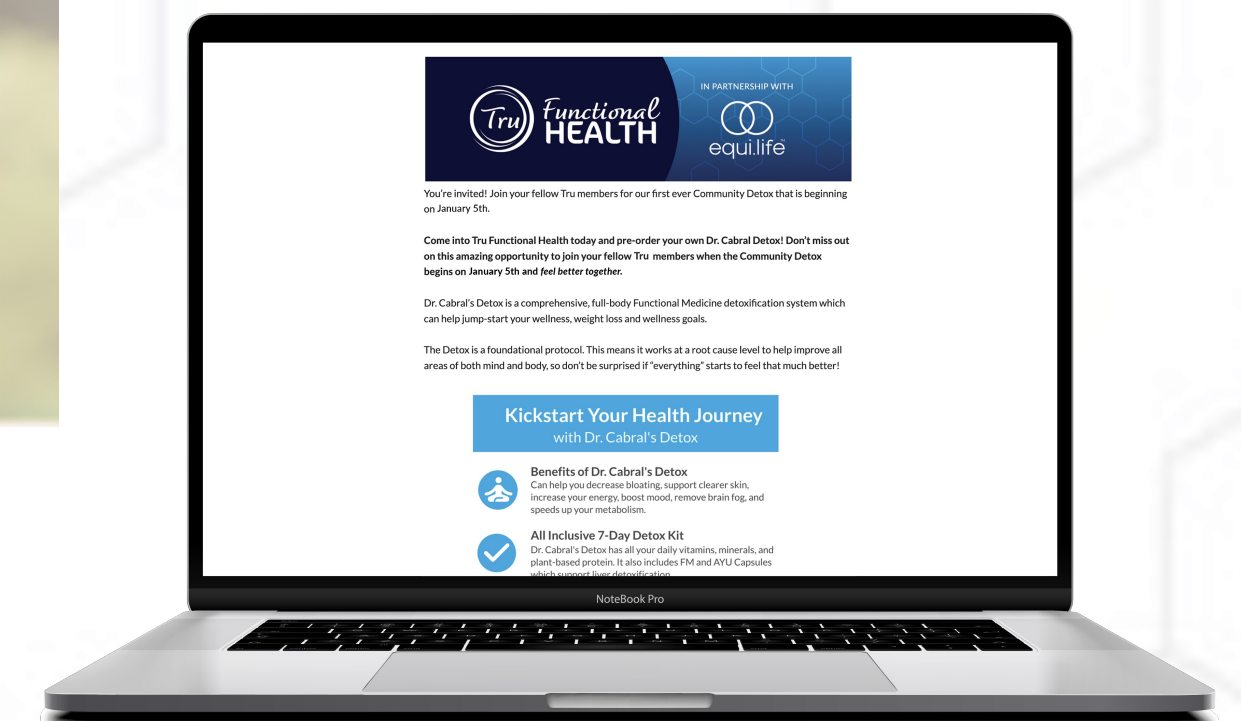 Tru Functional
HEALTH
IN PARTNERSHIP WITH
equi.life™
You're invited! Join your fellow Tru members for our first ever Community Detox that is beginning
on January 5th.
Come into Tru Functional Health today and pre-order your own Dr. Cabral Detox! Don't miss out
on this amazing opportunity to join your fellow Tru members when the Community Detox
begins on January 5th and feel better together.
Dr. Cabral's Detox is a comprehensive, full-body Functional Medicine detoxification system which
can help jump-start your wellness, weight loss and wellness goals.
The Detox is a foundational protocol. This means it works at a root cause level to help improve all
areas of both mind and body, so don't be surprised if "everything" starts to feel that much better!
Kickstart Your Health Journey
with Dr. Cabral's Detox
Benefits of Dr. Cabral's Detox
Can help you decrease bloating, support clearer skin,
increase your energy, boost mood, remove brain fog, and
speeds up your metabolism.
All Inclusive 7-Day Detox Kit
Dr. Cabral's Detox has all your daily vitamins, minerals, and
plant-based protein. It also includes FM and AYU Capsules
which support liver detoxification
NoteBook Pro